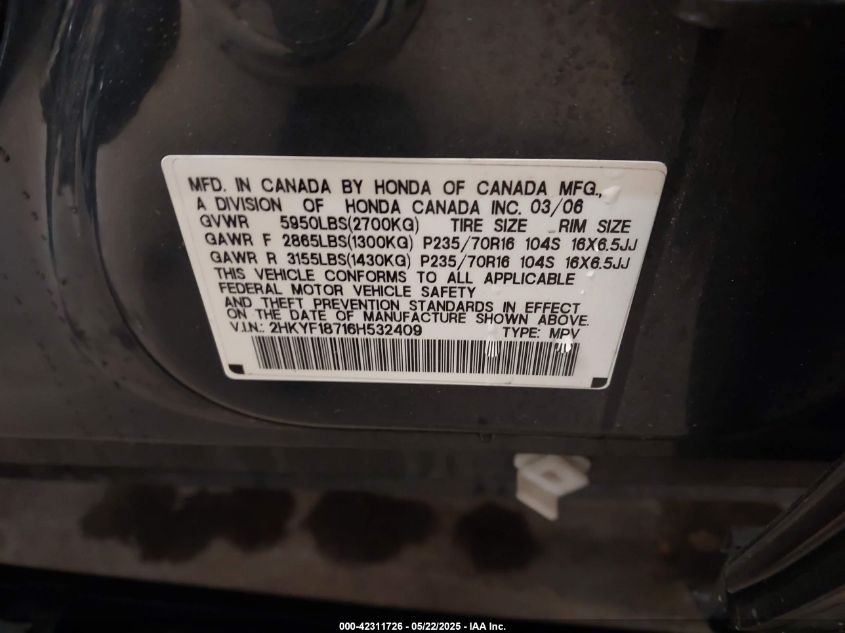 MFD. IN CANADA BY HONDA OF CANADA MFG.,
A DIVISION OF HONDA CANADA INC. 03/06
GVWR 5950LBS(2700KG) TIRE SIZE RIM SIZE
GAWR F 2865LBS(1300KG) P235/70R16 104S 16X6.5JJ
GAWR R 3155LBS(1430KG) P235/70R16 104S 16X6.5JJ
THIS VEHICLE CONFORMS TO ALL APPLICABLE
FEDERAL MOTOR VEHICLE SAFETY
AND THEFT PREVENTION STANDARDS IN EFFECT
ON THE DATE OF MANUFACTURE SHOWN ABOVE.
V.I.N.: 2HKYF18716H532409 TYPE: MPV
000-42311726 - 05/22/2025 - IAA Inc.